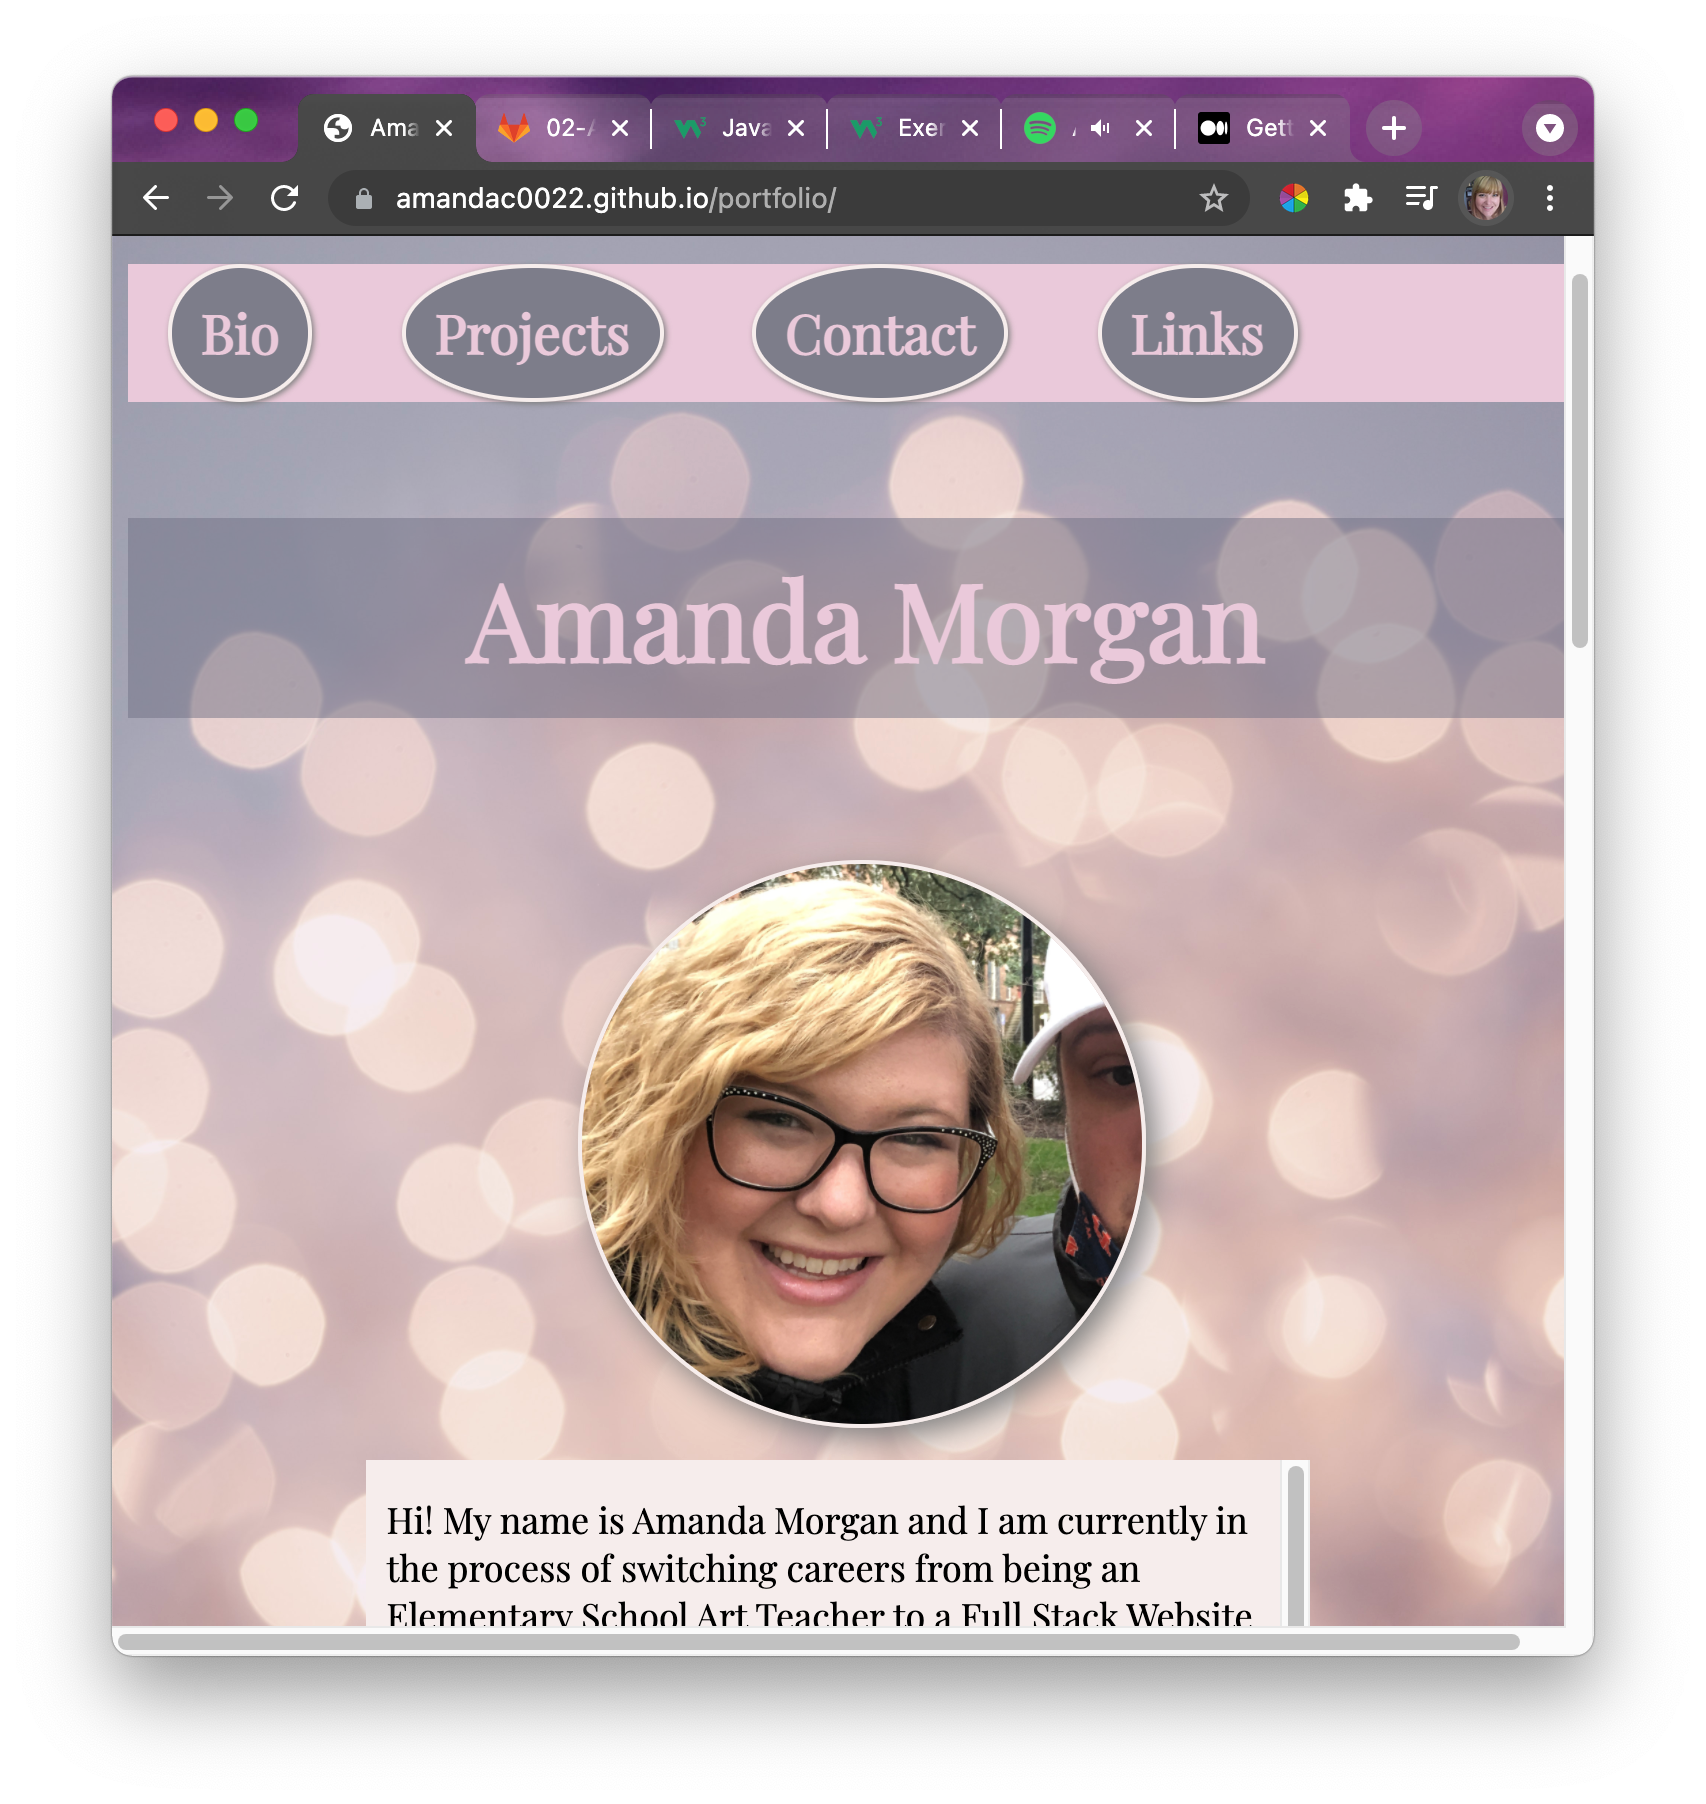 Ama 02- Java Exer Gett
amandac0022.github.io/portfolio/
Bio Projects Contact Links
Amanda Morgan
Hi! My name is Amanda Morgan and I am currently in
the process of switching careers from being an
Elementary School Art Teacher to a Full Stack Website